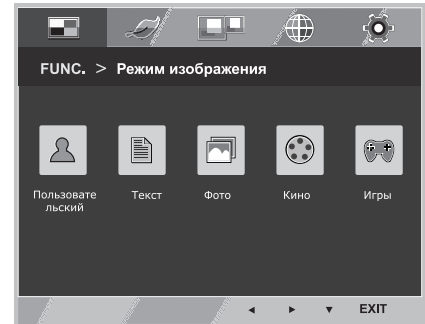 FUNC. > Режим изображения
Пользовате
льский
Текст
Фото
Кино
Игры
EXIT